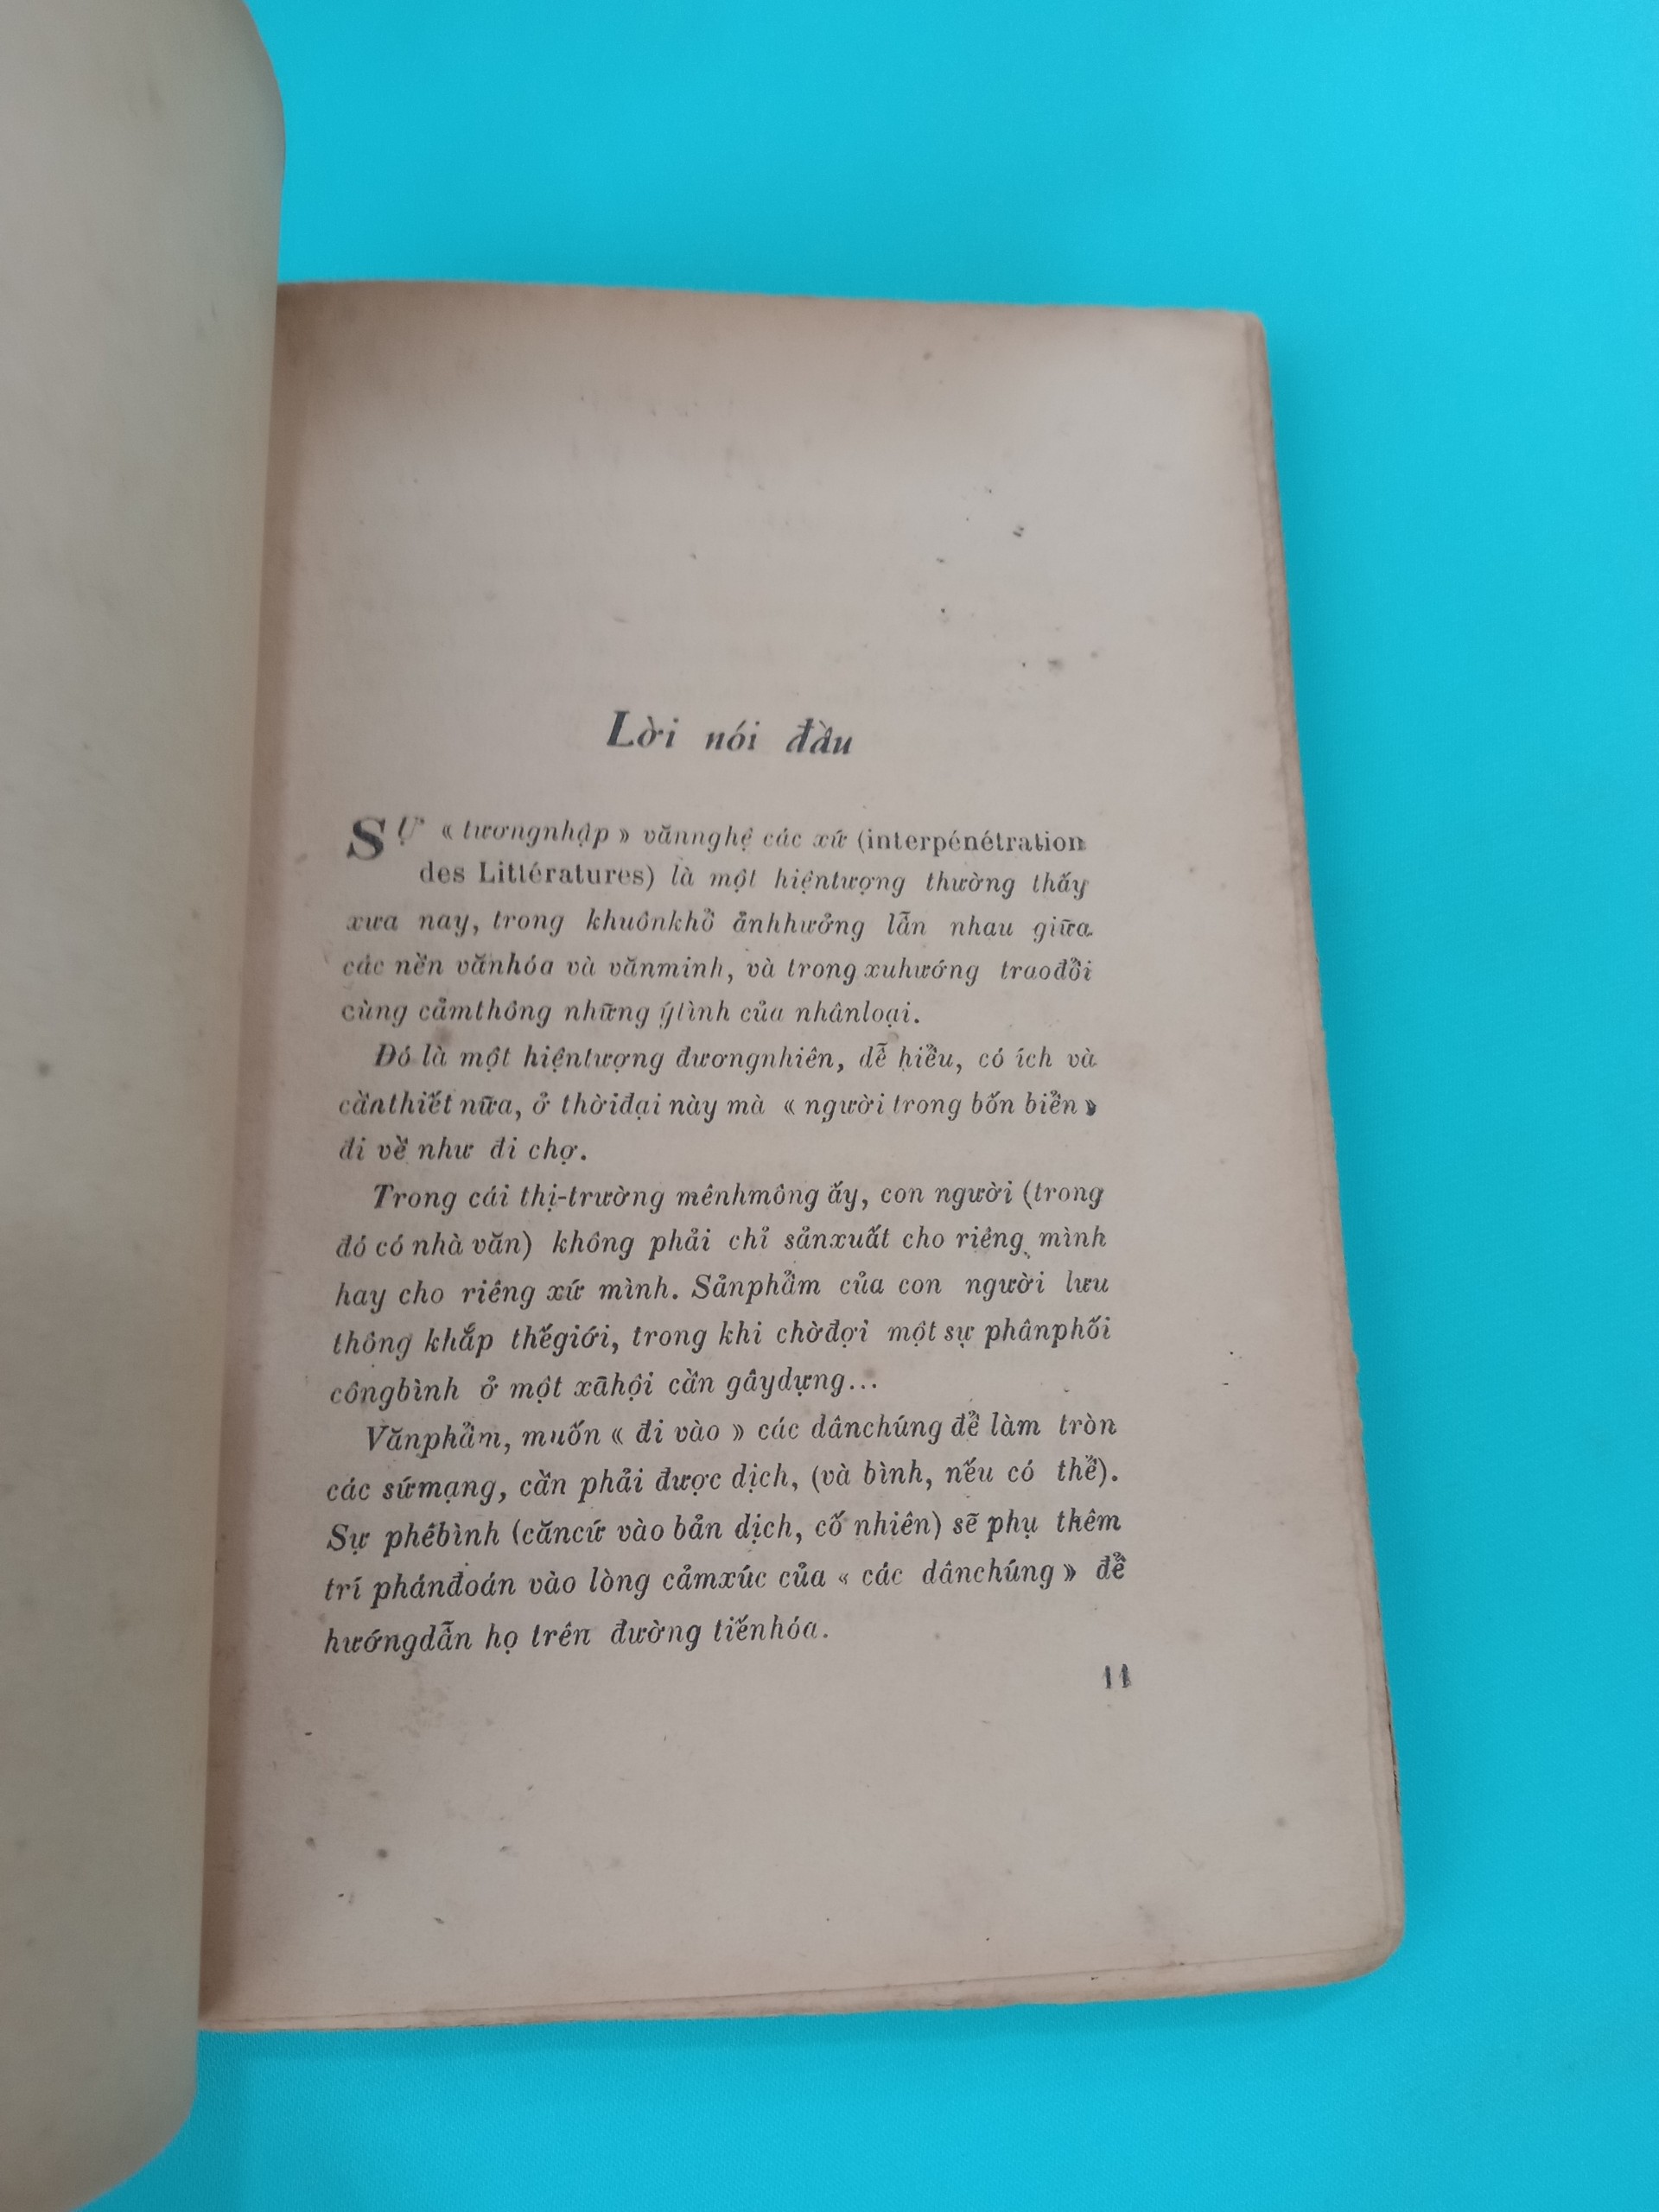 Lời nói đầu
SỰ « tươngnhập » vănnghệ các xứ (interpénétration
des Littératures) là một hiệntượng thường thấy
xưa nay, trong khuônkhổ ảnhhưởng lẫn nhau giữa
các nền vănhóa và vănminh, và trong xuhướng traođổi
cùng cảmthông những ýtình của nhânloại.
Đó là một hiệntượng đươngnhiên, dễ hiểu, có ích và
cầnthiết nữa, ở thờiđại này mà « người trong bốn biển »
đi về như đi chợ.
Trong cái thị-trường mênhmông ấy, con người (trong
đó có nhà văn) không phải chỉ sảnxuất cho riêng mình
hay cho riêng xứ mình. Sảnphẩm của con người lưu
thông khắp thếgiới, trong khi chờđợi một sự phânphối
côngbình ở một xãhội cần gâydựng...
Vănphẩm, muốn « đi vào » các dânchúng để làm tròn
các sứmạng, cần phải được dịch, (và bình, nếu có thể).
Sự phêbình (căncứ vào bản dịch, cố nhiên) sẽ phụ thêm
trí phánđoán vào lòng cảmxúc của « các dânchúng » để
hướngdẫn họ trên đường tiếnhóa.
11